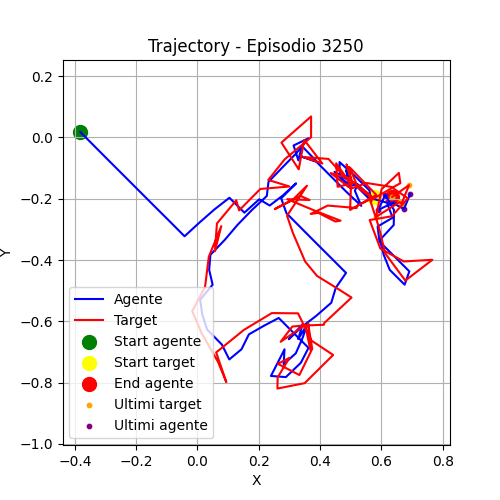 Trajectory - Episodio 3250
0.2
0.0
−0.2
−0.4
−0.6
−0.8
−1.0
Y
Agente
Target
Start agente
Start target
End agente
Ultimi target
Ultimi agente
−0.4 −0.2 0.0 0.2 0.4 0.6 0.8
X